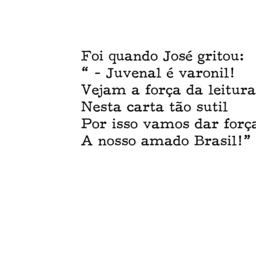 Foi quando José gritou:
“ - Juvenal é varonil!
Vejam a força da leitura
Nesta carta tão sutil
Por isso vamos dar força
A nosso amado Brasil!”